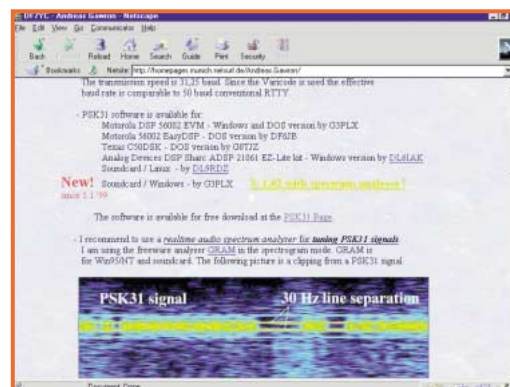 DF7YC - Andreas Gawron - Netscape
File Edit View Go Communicator Help
Back Reload Home Search Guide Print Security
Bookmarks Netsite: http://homepages.munich.netsurf.de/Andreas.Gawron/
The transmission speed is 31,25 baud. Since the Varicode is used the effective
baud rate is comparable to 50 baud conventional RTTY.
- PSK31 software is available for:
Motorola DSP 56002 EVM - Windows and DOS version by G3PLX
Motorola 56002 EasyDSP - DOS version by DF6JB
Texas C50DSK - DOS version by G0TJZ
Analog Devices DSP Sharc ADSP 21061 EZ-Lite kit - Windows version by DL6IAK
Soundcard / Linux - by DL9RDZ
New! Soundcard / Windows - by G3PLX V 1.02 with spectrum analyser !
since 1.1.99
The software is available for free download at the PSK31 Page.
- I recommend to use a realtime audio spectrum analyser for tuning PSK31 signals
I am using the freeware analyser GRAM in the spectrogram mode. GRAM is
for Win95/NT and soundcard. The following picture is a clipping from a PSK31 signal
PSK31 signal 30 Hz line separation
Document: Done